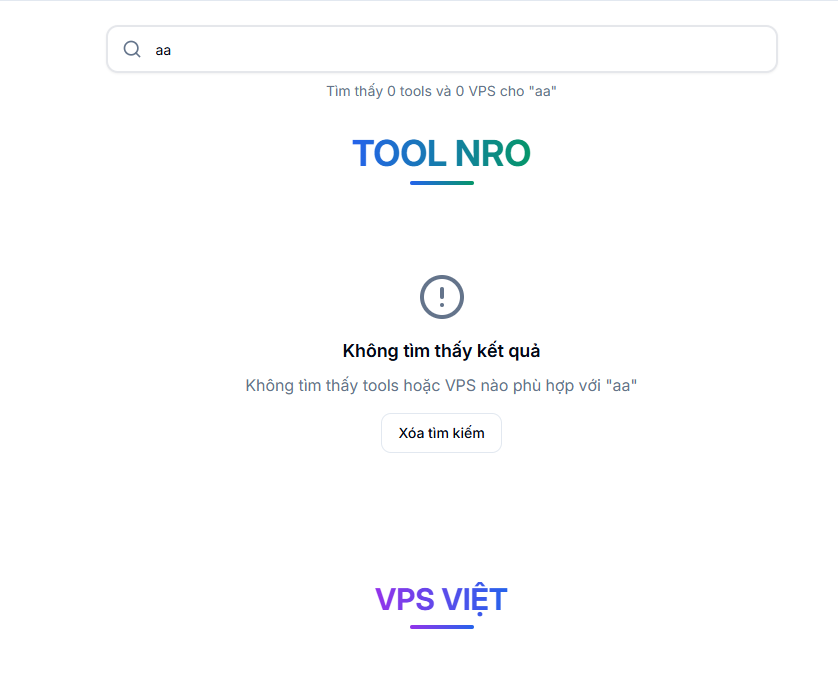 aa
Tìm thấy 0 tools và 0 VPS cho "aa"
TOOL NRO
Không tìm thấy kết quả
Không tìm thấy tools hoặc VPS nào phù hợp với "aa"
Xóa tìm kiếm
VPS VIỆT